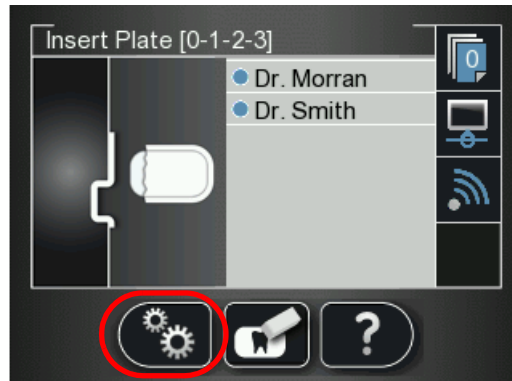 Insert Plate [0-1-2-3]
0
Dr. Morran
Dr. Smith
?